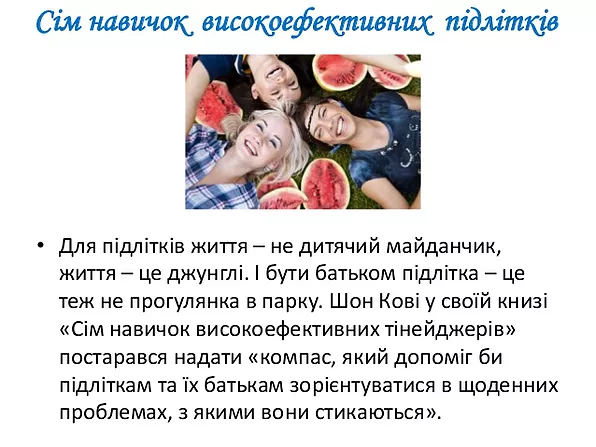 Сім навичок високоефективних підлітків
• Для підлітків життя – не дитячий майданчик,
життя – це джунглі. І бути батьком підлітка – це
теж не прогулянка в парку. Шон Кові у своїй книзі
«Сім навичок високоефективних тінейджерів»
постарався надати «компас, який допоміг би
підліткам та їх батькам зорієнтуватися в щоденних
проблемах, з якими вони стикаються».